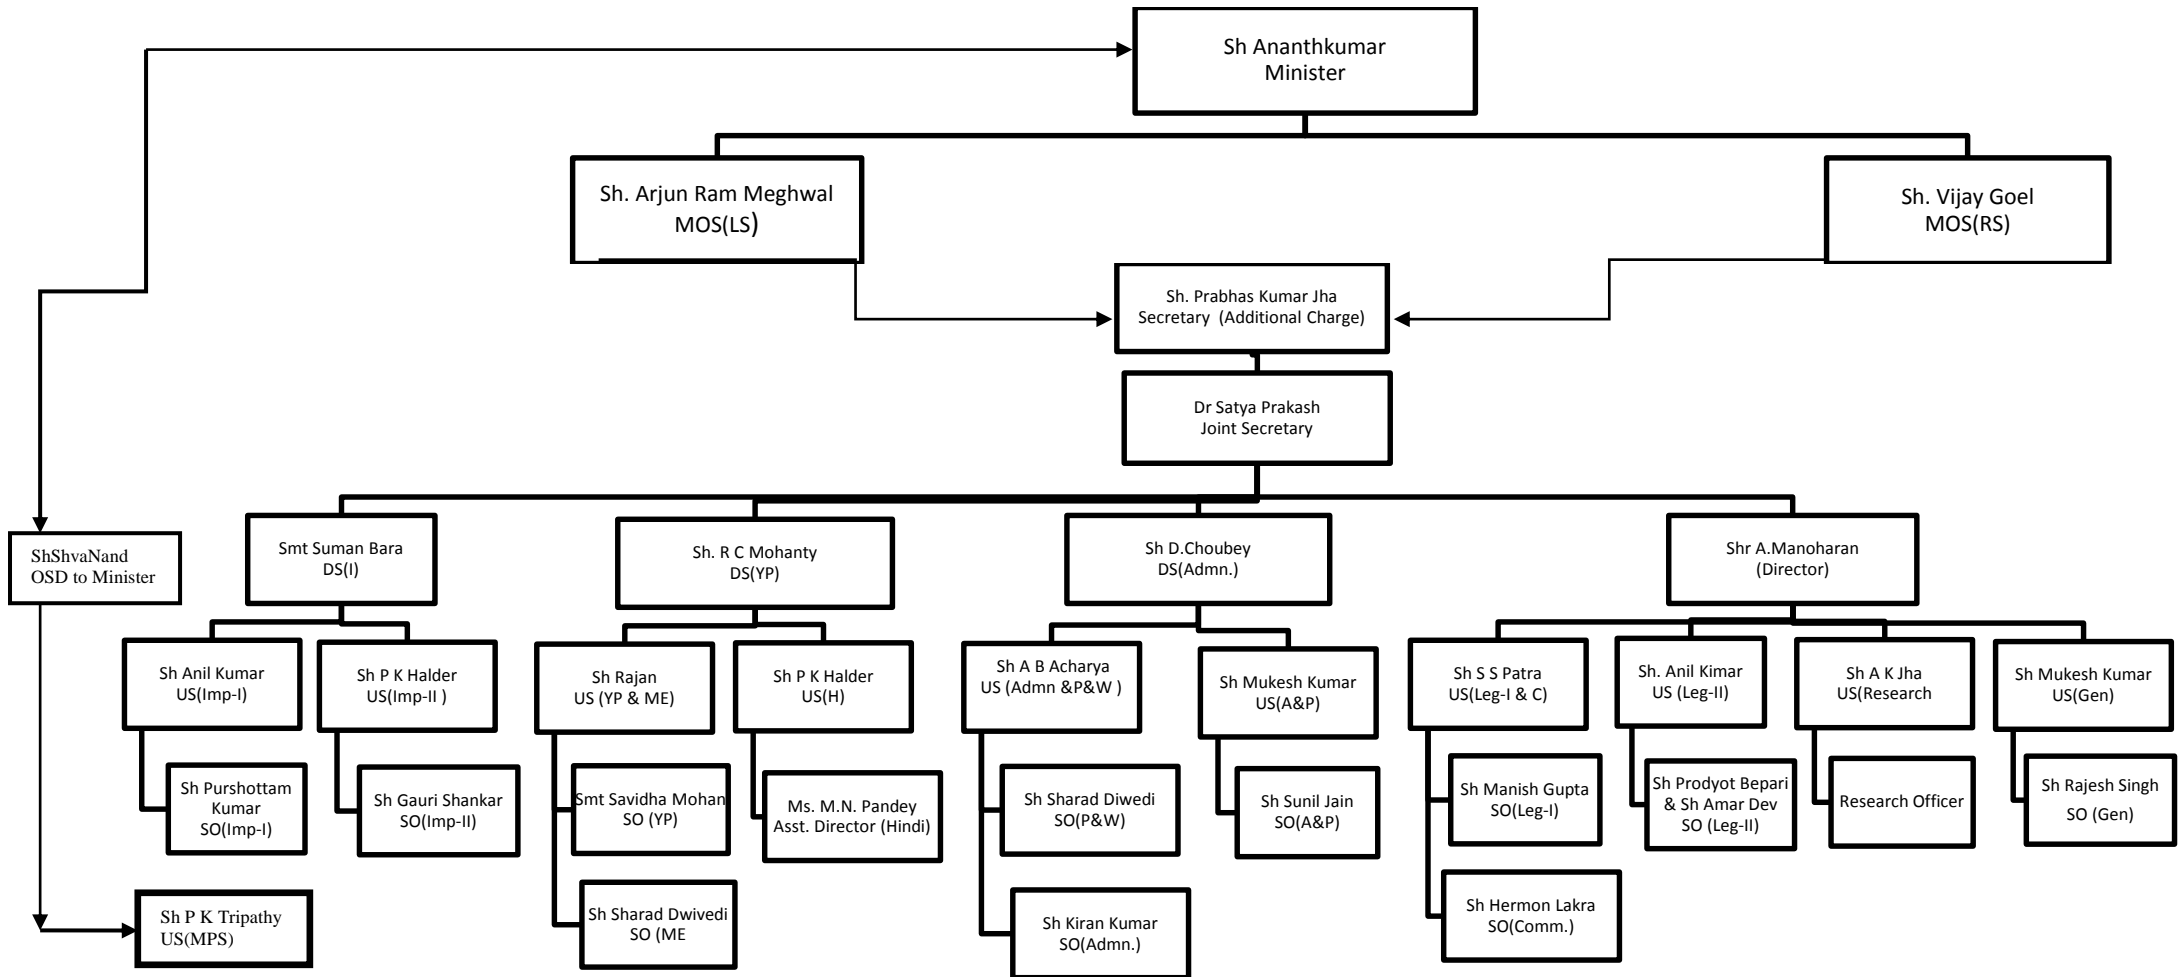 Sh Ananthkumar
Minister
Sh. Arjun Ram Meghwal
MOS(LS)
Sh. Vijay Goel
MOS(RS)
Sh. Prabhas Kumar Jha
Secretary (Additional Charge)
Dr Satya Prakash
Joint Secretary
ShShvaNand
OSD to Minister
Smt Suman Bara
DS(I)
Sh. R C Mohanty
DS(YP)
Sh D.Choubey
DS(Admn.)
Shr A.Manoharan
(Director)
Sh Anil Kumar
US(Imp-I)
Sh P K Halder
US(Imp-II )
Sh Rajan
US (YP & ME)
Sh P K Halder
US(H)
Sh A B Acharya
US (Admn &P&W )
Sh Mukesh Kumar
US(A&P)
Sh S S Patra
US(Leg-I & C)
Sh. Anil Kimar
US (Leg-II)
Sh A K Jha
US(Research
Sh Mukesh Kumar
US(Gen)
Sh Purshottam
Kumar
SO(Imp-I)
Sh Gauri Shankar
SO(Imp-II)
Smt Savidha Mohan
SO (YP)
Ms. M.N. Pandey
Asst. Director (Hindi)
Sh Sharad Diwedi
SO(P&W)
Sh Sunil Jain
SO(A&P)
Sh Manish Gupta
SO(Leg-I)
Sh Prodyot Bepari
& Sh Amar Dev
SO (Leg-II)
Research Officer
Sh Rajesh Singh
SO (Gen)
Sh P K Tripathy
US(MPS)
Sh Sharad Dwivedi
SO (ME
Sh Kiran Kumar
SO(Admn.)
Sh Hermon Lakra
SO(Comm.)